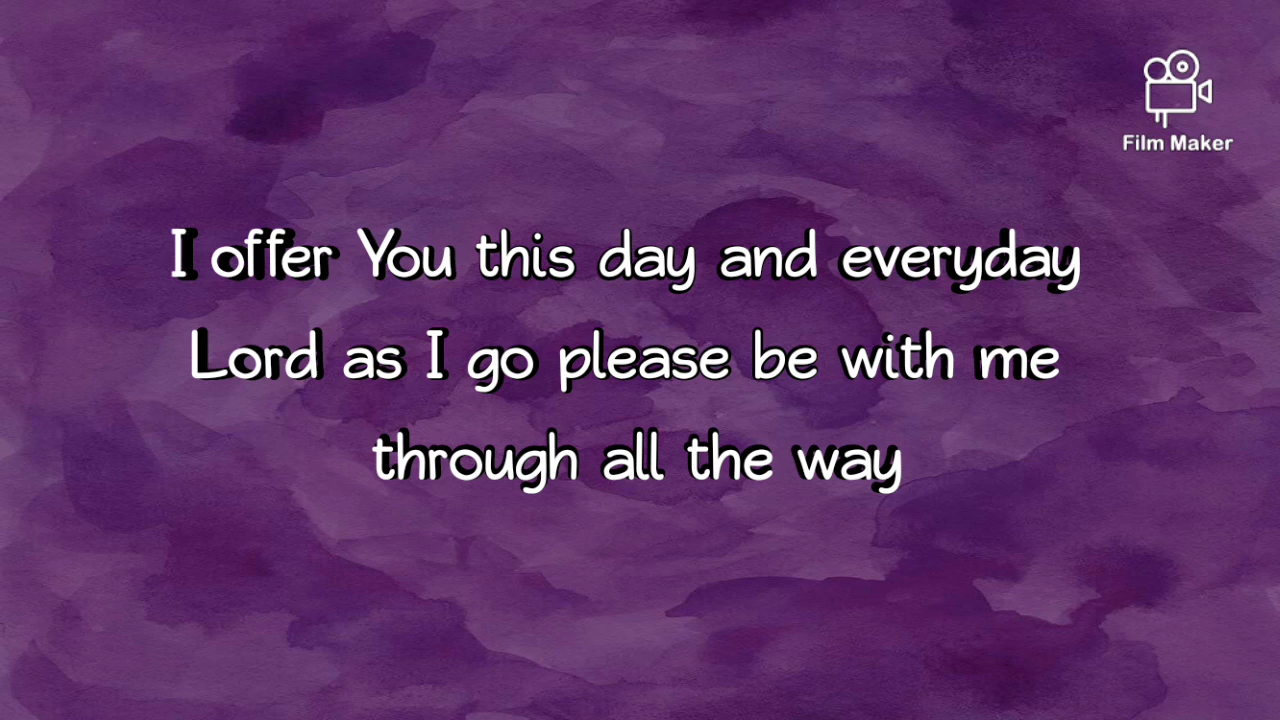 Film Maker
I offer You this day and everyday
Lord as I go please be with me
through all the way